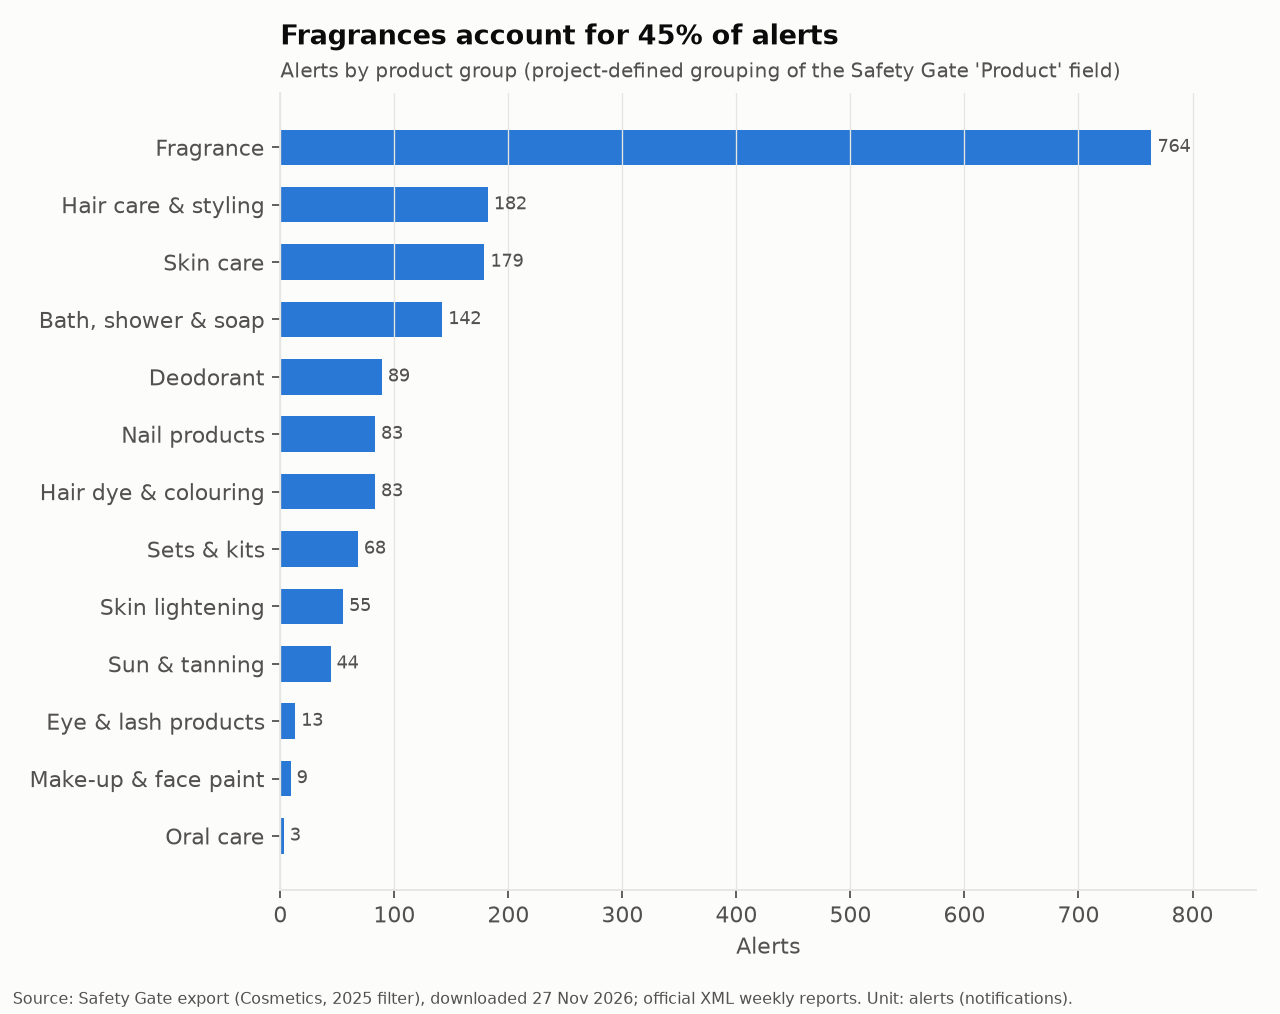 Fragrances account for 45% of alerts
Alerts by product group (project-defined grouping of the Safety Gate 'Product' field)
Fragrance 764
Hair care & styling 182
Skin care 179
Bath, shower & soap 142
Deodorant 89
Nail products 83
Hair dye & colouring 83
Sets & kits 68
Skin lightening 55
Sun & tanning 44
Eye & lash products 13
Make-up & face paint 9
Oral care 3
0 100 200 300 400 500 600 700 800
Alerts
Source: Safety Gate export (Cosmetics, 2025 filter), downloaded 27 Nov 2026; official XML weekly reports. Unit: alerts (notifications).